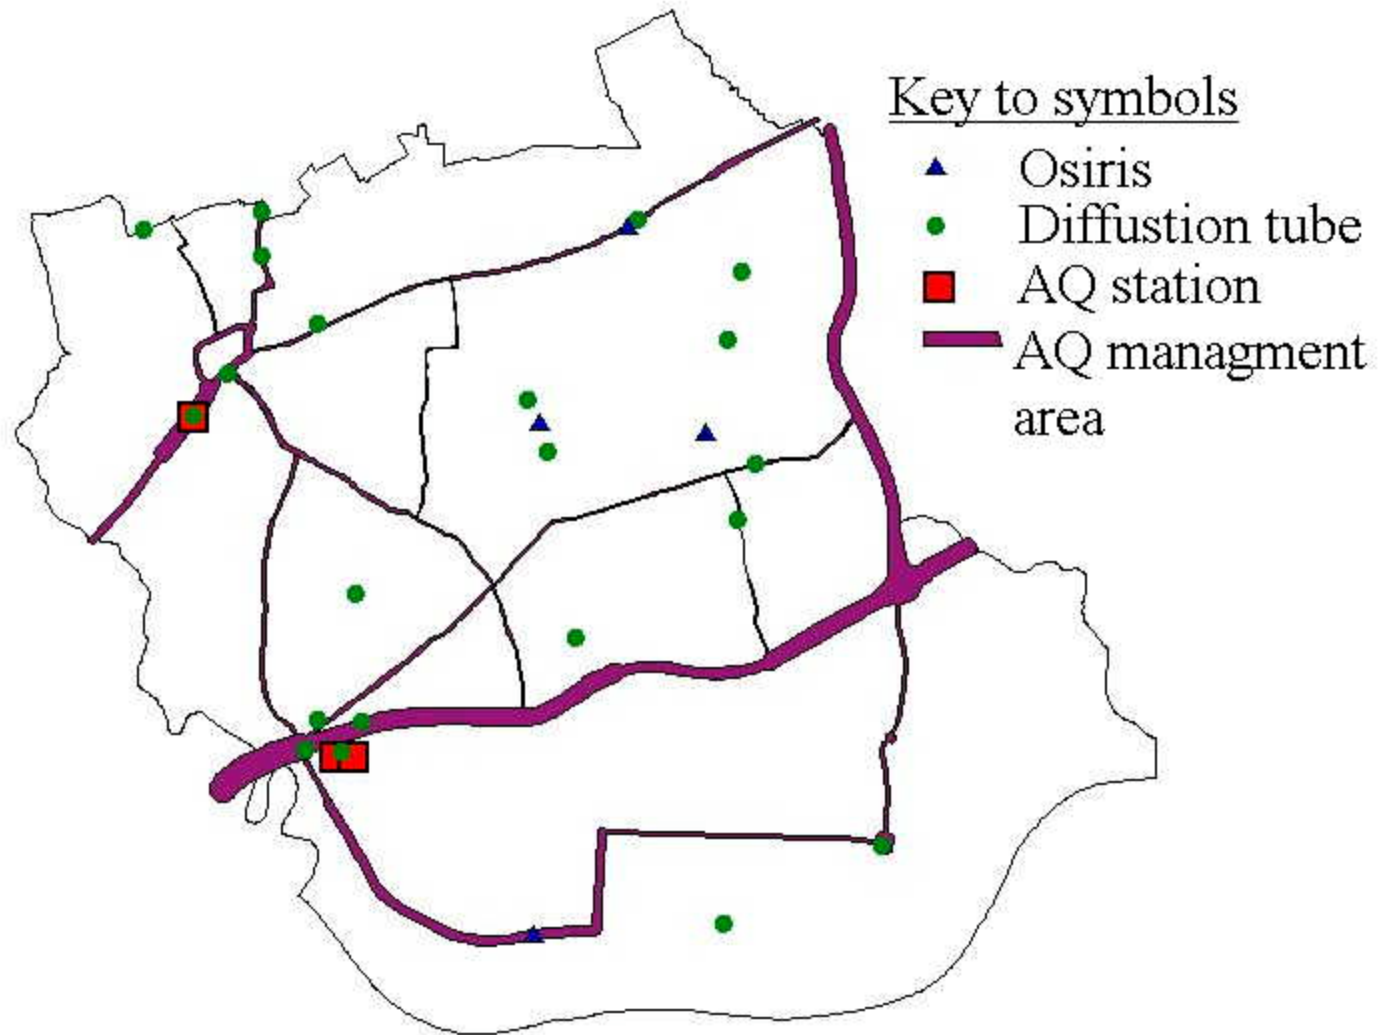 Key to symbols
Osiris
Diffustion tube
AQ station
AQ managment
area